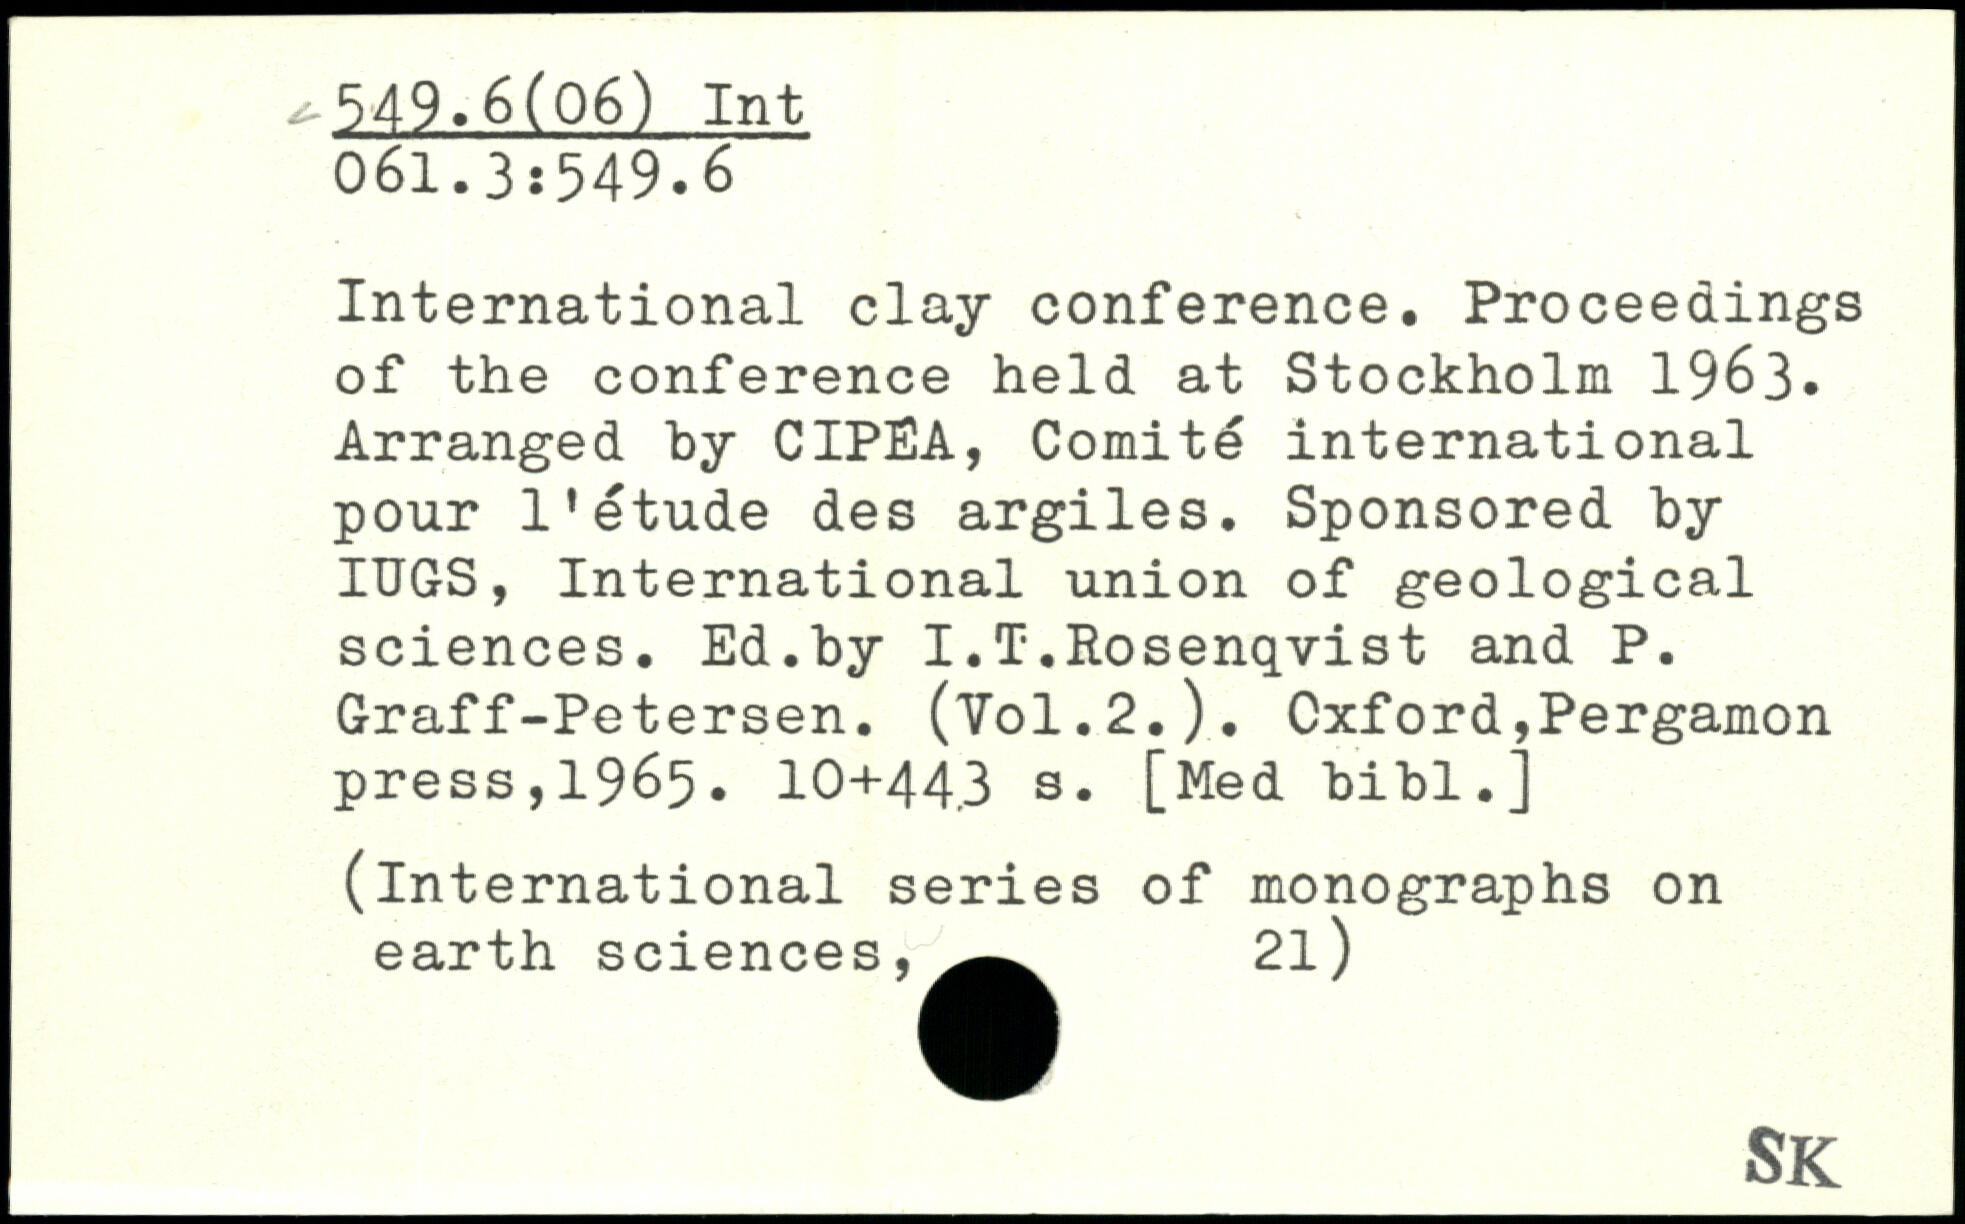 549.6(06) Int
061.3:549.6
International clay conference. Proceedings
of the conference held at Stockholm 1963.
Arranged by CIPÉA, Comité international
pour l'étude des argiles. Sponsored by
IUGS, International union of geological
sciences. Ed.by I.T.Rosenqvist and P.
Graff-Petersen. (Vol.2.). Oxford,Pergamon
press,1965. 10+443 s. [Med bibl.]
(International series of monographs on
earth sciences, 21)
SK